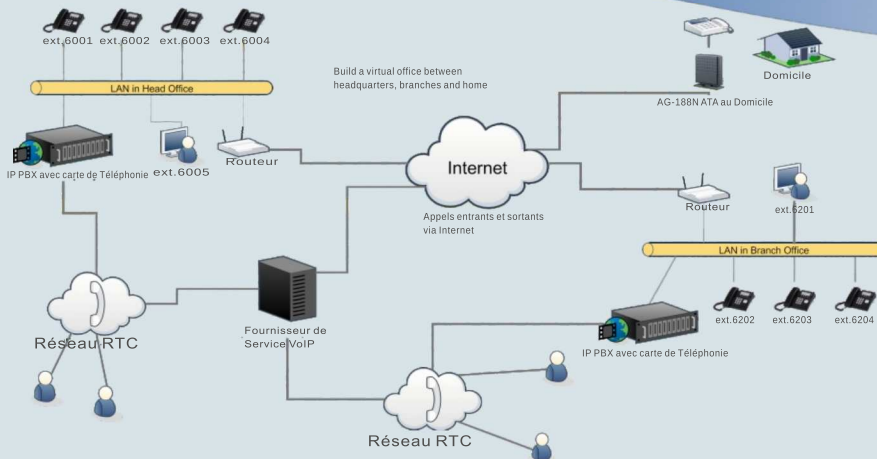 ext.6001
ext.6002
ext.6003
ext.6004
LAN in Head Office
Build a virtual office between
headquarters, branches and home
Domicile
AG-188N ATA au Domicile
IP PBX avec carte de Téléphonie
ext.6005
Routeur
Internet
Appels entrants et sortants
via Internet
Routeur
ext.6201
LAN in Branch Office
ext.6202
ext.6203
ext.6204
Réseau RTC
Fournisseur de
Service VoIP
IP PBX avec carte de Téléphonie
Réseau RTC